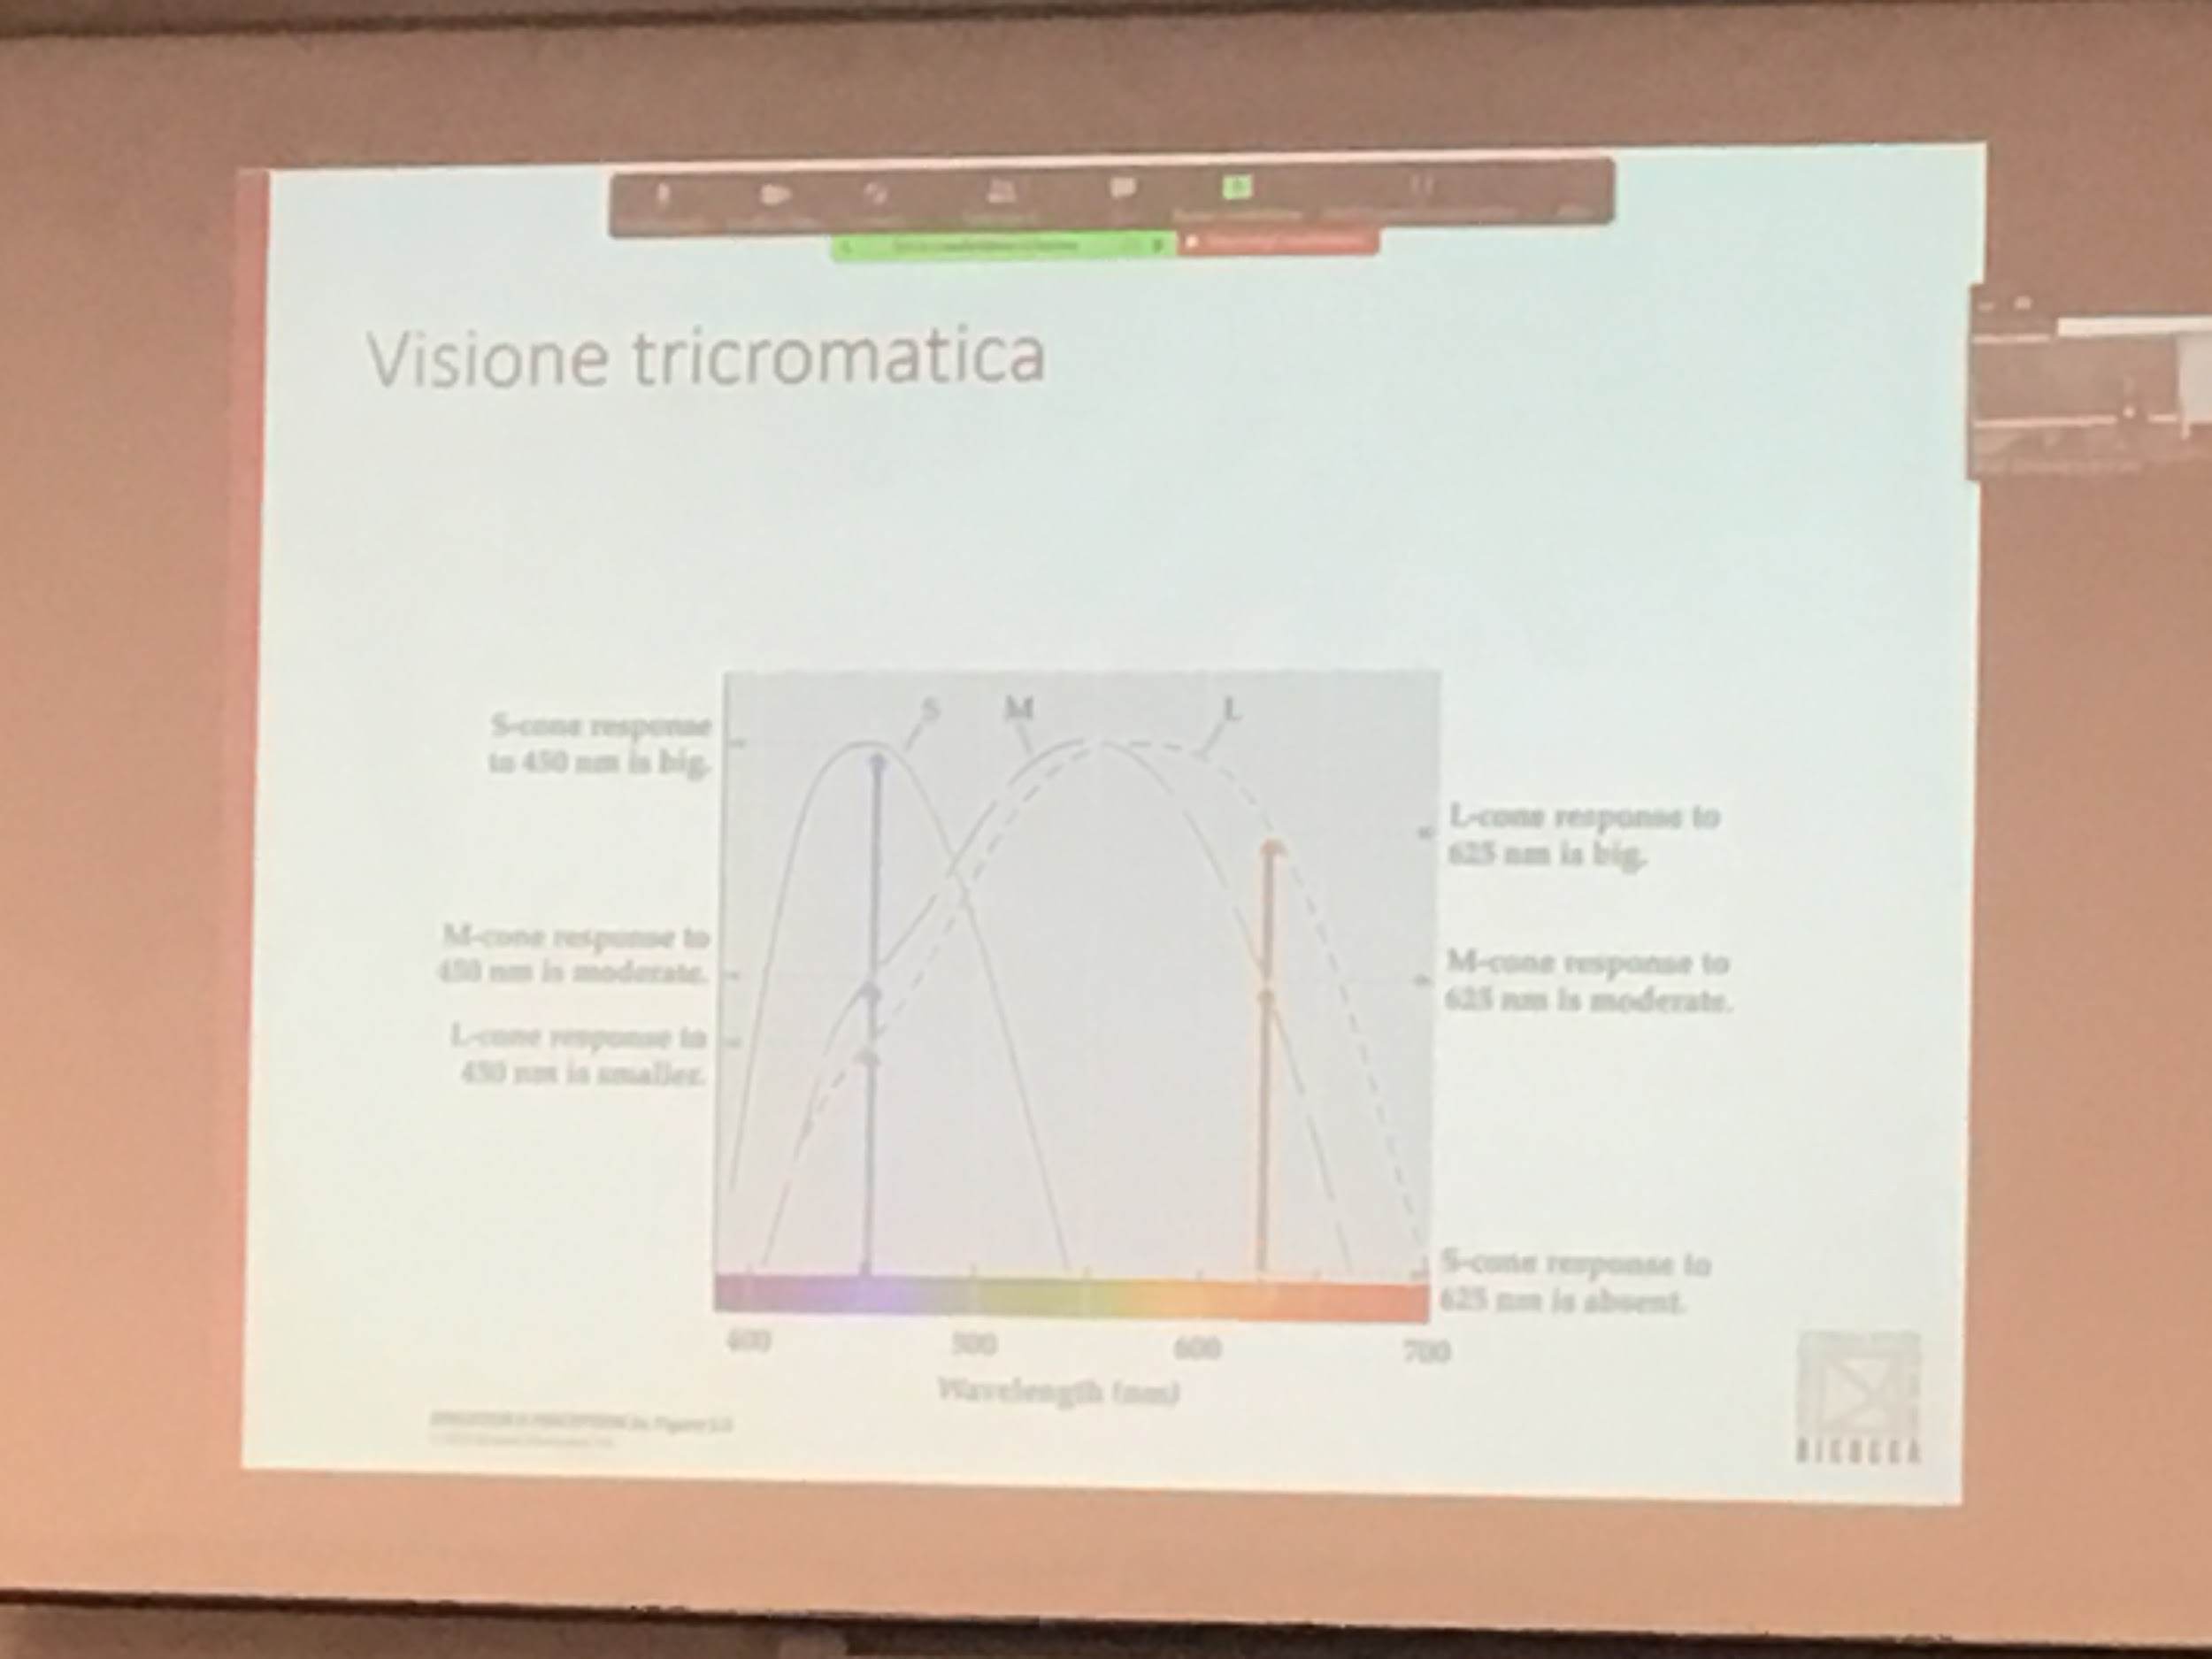 Visione tricromatica
S
M
L
S-cone response
to 450 nm is big.
L-cone response to
625 nm is big.
M-cone response to
450 nm is moderate.
M-cone response to
625 nm is moderate.
L-cone response to
450 nm is smaller.
S-cone response to
625 nm is absent.
400 500 600 700
Wavelength (nm)
BICOCCA